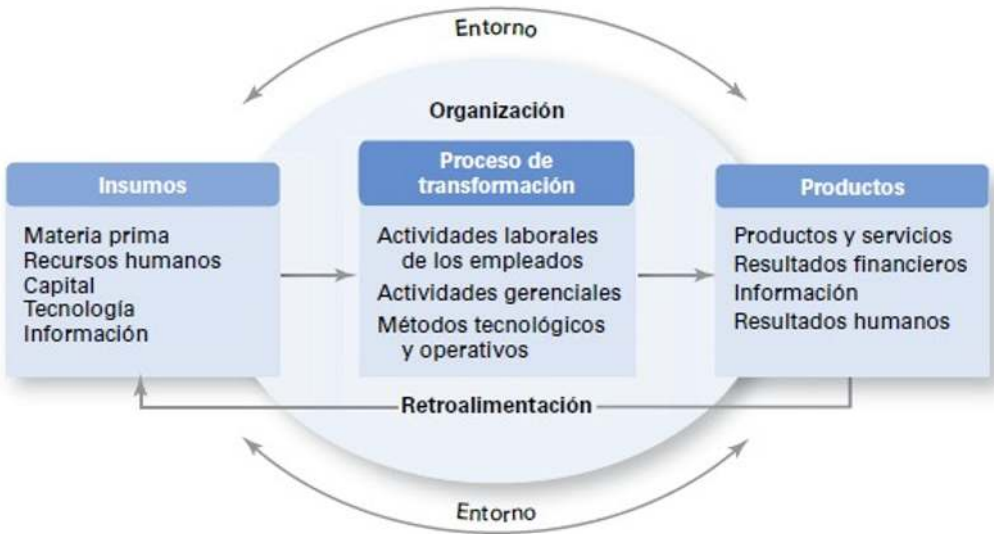 Entorno
Organización
Insumos
Materia prima
Recursos humanos
Capital
Tecnología
Información
Proceso de
transformación
Actividades laborales
de los empleados
Actividades gerenciales
Métodos tecnológicos
y operativos
Productos
Productos y servicios
Resultados financieros
Información
Resultados humanos
Retroalimentación
Entorno